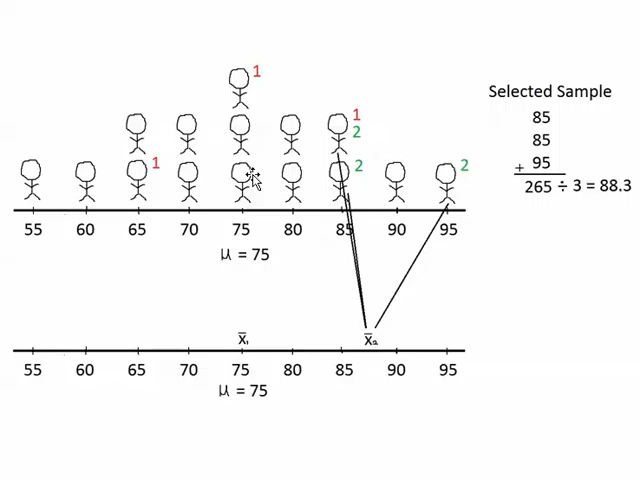 1
Selected Sample
85
1
2
85
1
2
2
+ 95
265 ÷ 3 = 88.3
55 60 65 70 75 80 85 90 95
μ = 75
x̅₁ x̅₂
55 60 65 70 75 80 85 90 95
μ = 75